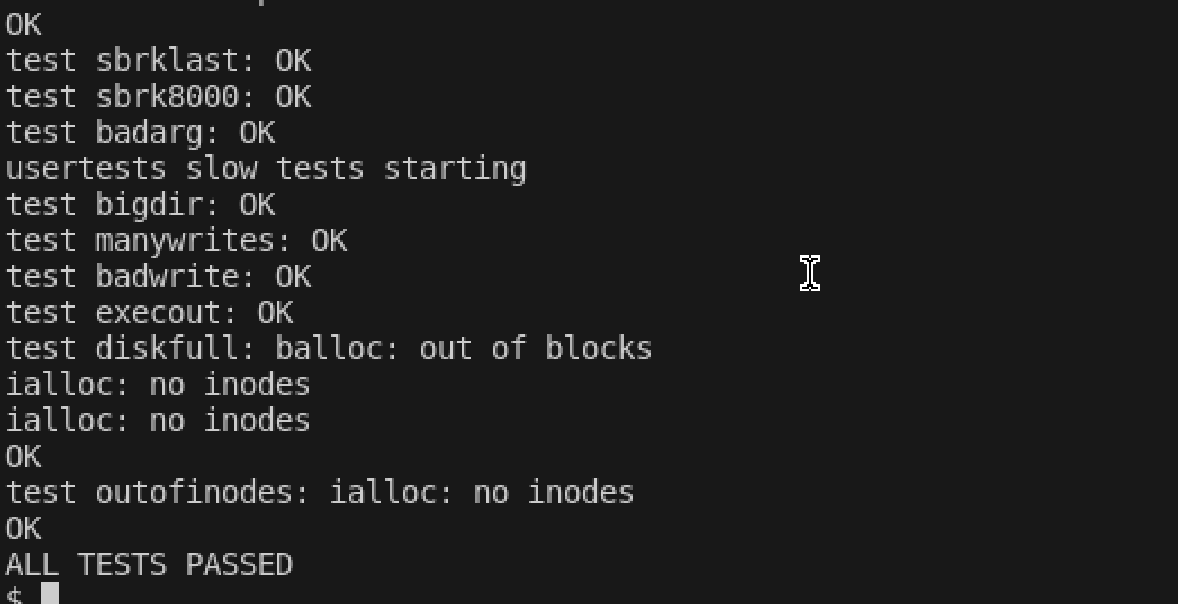 OK
test sbrklast: OK
test sbrk8000: OK
test badarg: OK
usertests slow tests starting
test bigdir: OK
test manywrites: OK
test badwrite: OK
test execout: OK
test diskfull: balloc: out of blocks
ialloc: no inodes
ialloc: no inodes
OK
test outofinodes: ialloc: no inodes
OK
ALL TESTS PASSED
$